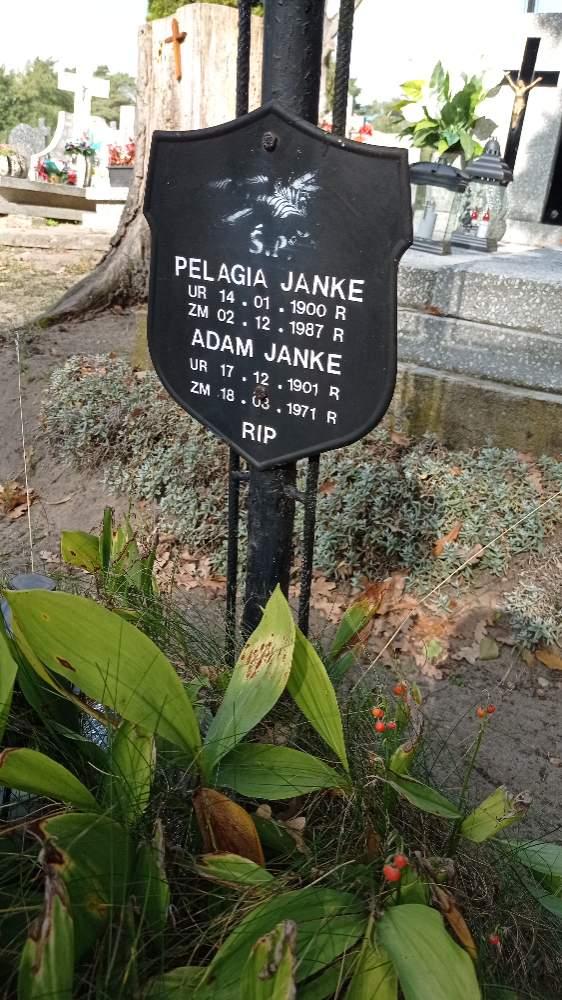 Ś.P.
PELAGIA JANKE
UR 14.01.1900 R
ZM 02.12.1987 R
ADAM JANKE
UR 17.12.1901 R
ZM 18.03.1971 R
RIP